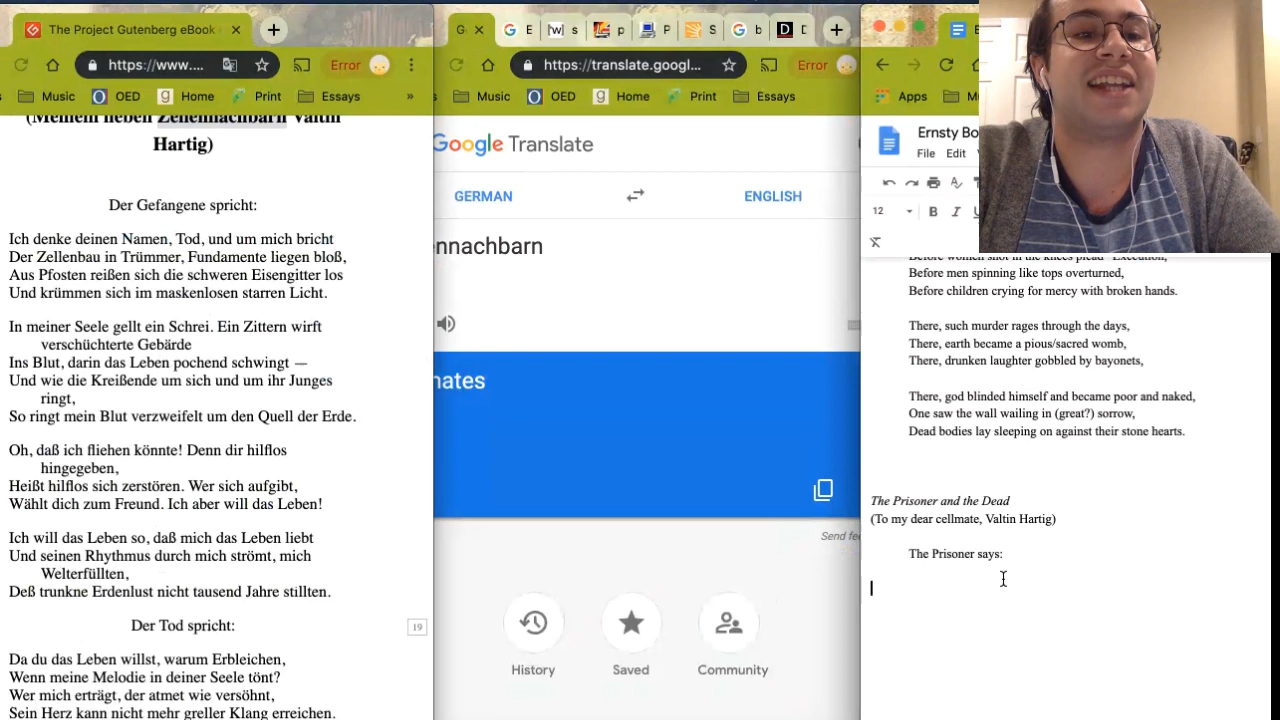 The Project Gutenberg eBook
G
E
s
p
P
S
b
D
https://www....
Error
https://translate.googl...
Error
Music
OED
Home
Print
Essays
»
Music
OED
Home
Print
Essays
Apps
(Meinem lieben Zellennachbarn Valtin
Hartig)
Der Gefangene spricht:
Ich denke deinen Namen, Tod, und um mich bricht
Der Zellenbau in Trümmer, Fundamente liegen bloß,
Aus Pfosten reißen sich die schweren Eisengitter los
Und krümmen sich im maskenlosen starren Licht.
In meiner Seele gellt ein Schrei. Ein Zittern wirft
verschüchterte Gebärde
Ins Blut, darin das Leben pochend schwingt —
Und wie die Kreißende um sich und um ihr Junges
ringt,
So ringt mein Blut verzweifelt um den Quell der Erde.
Oh, daß ich fliehen könnte! Denn dir hilflos
hingegeben,
Heißt hilflos sich zerstören. Wer sich aufgibt,
Wählt dich zum Freund. Ich aber will das Leben!
Ich will das Leben so, daß mich das Leben liebt
Und seinen Rhythmus durch mich strömt, mich
Welterfüllten,
Deß trunkne Erdenlust nicht tausend Jahre stillten.
Der Tod spricht:
19
Da du das Leben willst, warum Erbleichen,
Wenn meine Melodie in deiner Seele tönt?
Wer mich erträgt, der atmet wie versöhnt,
Sein Herz kann nicht mehr greller Klang erreichen.
Google Translate
GERMAN
ENGLISH
ennachbarn
mates
Send fee
History
Saved
Community
Ernsty Bo
File Edit
12
B I U
Before women shot in the knees plead "Execution,"
Before men spinning like tops overturned,
Before children crying for mercy with broken hands.
There, such murder rages through the days,
There, earth became a pious/sacred womb,
There, drunken laughter gobbled by bayonets,
There, god blinded himself and became poor and naked,
One saw the wall wailing in (great?) sorrow,
Dead bodies lay sleeping on against their stone hearts.
The Prisoner and the Dead
(To my dear cellmate, Valtin Hartig)
The Prisoner says: